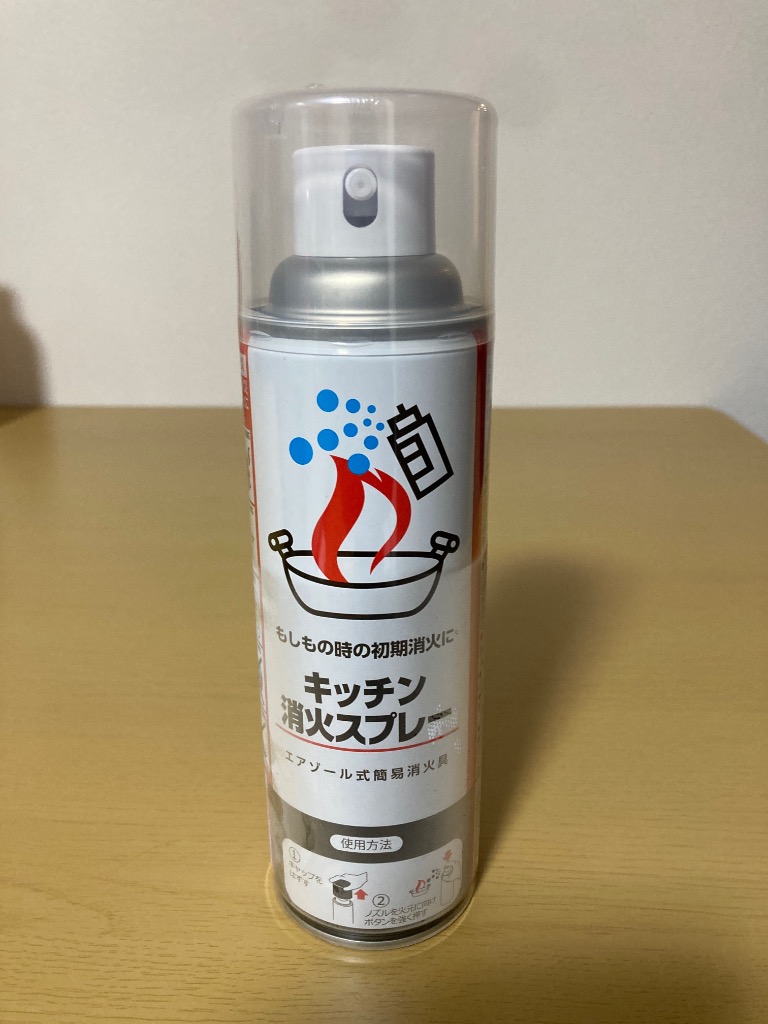 もしもの時の初期消火に
キッチン
消火スプレー
エアゾール式簡易消火具
使用方法
①
キャップを
はずす
②
ノズルを火元に向け
ボタンを強く押す